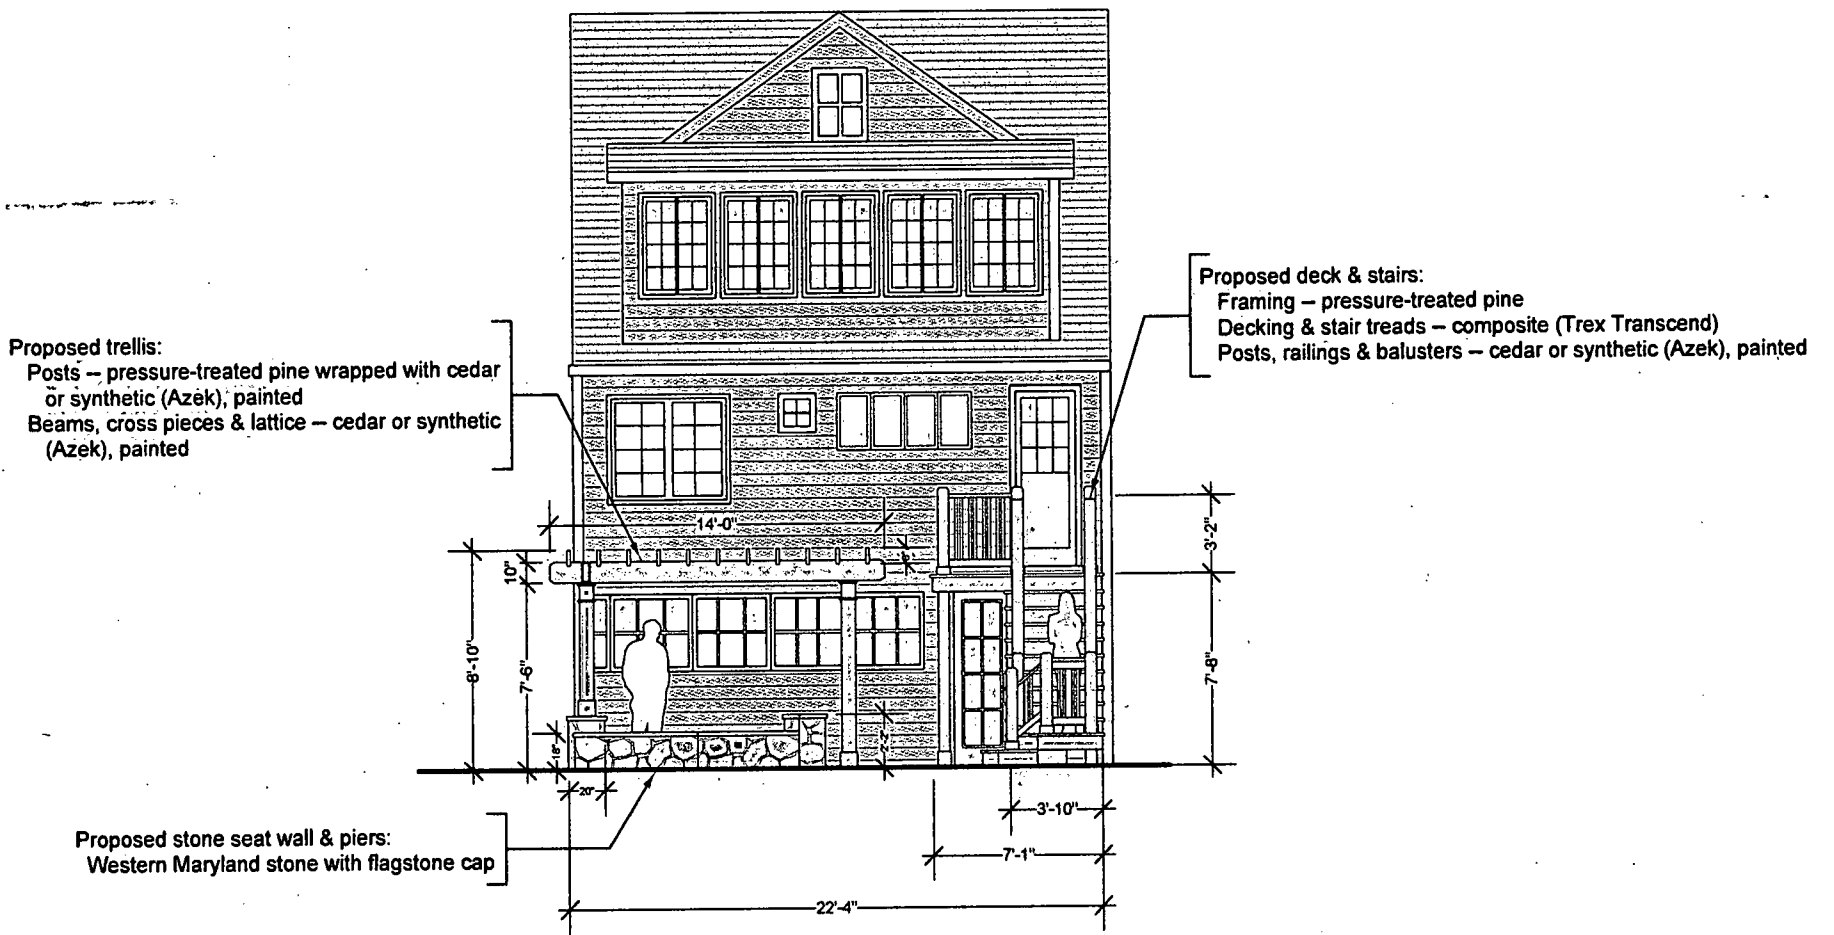 Proposed deck & stairs:
Framing – pressure-treated pine
Decking & stair treads – composite (Trex Transcend)
Posts, railings & balusters – cedar or synthetic (Azek), painted
Proposed trellis:
Posts – pressure-treated pine wrapped with cedar
or synthetic (Azek), painted
Beams, cross pieces & lattice – cedar or synthetic
(Azek), painted
14'-0"
3'-2"
6"
10"
8'-10"
7'-6"
7'-8"
18"
2'-2"
20"
3'-10"
Proposed stone seat wall & piers:
Western Maryland stone with flagstone cap
7'-1"
22'-4"